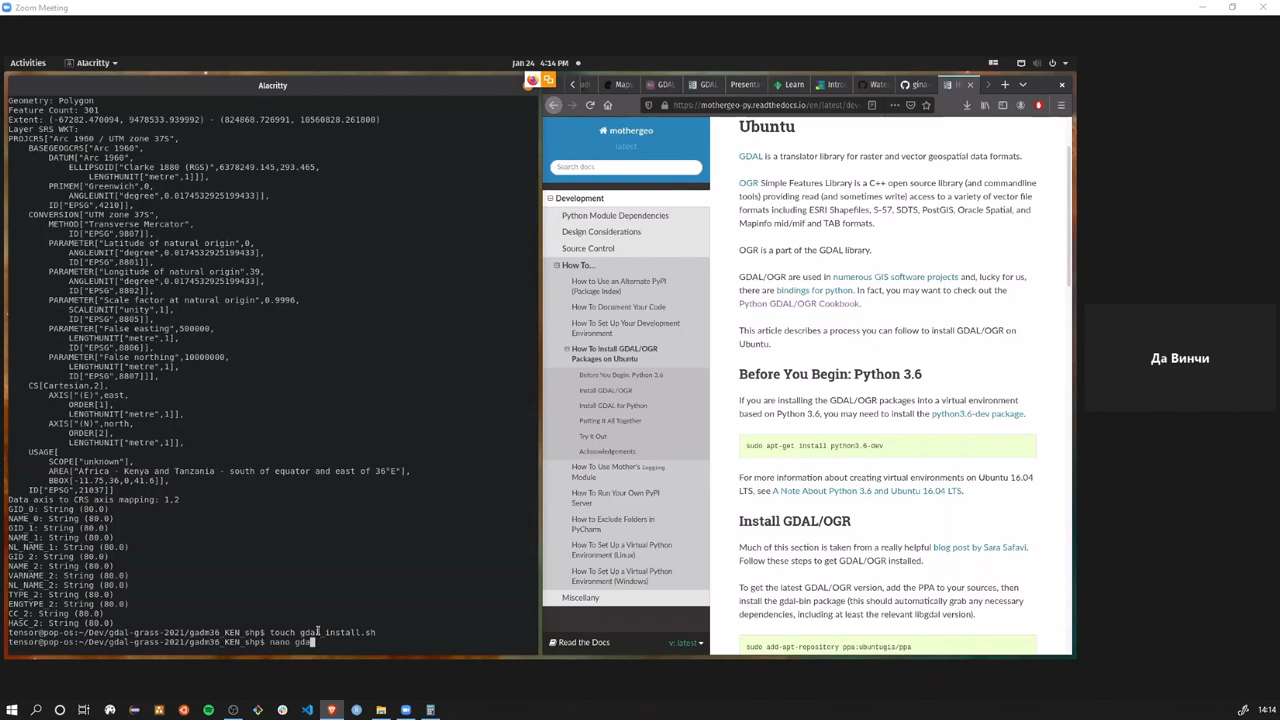 Zoom Meeting
Activities
Alacritty
Jan 24 4:14 PM
Alacritty
Geometry: Polygon
Feature Count: 301
Extent: (-67282.470094, 9478533.939992) - (824868.726991, 10560828.261800)
Layer SRS WKT:
PROJCRS["Arc 1960 / UTM zone 37S",
BASEGEOGCRS["Arc 1960",
DATUM["Arc 1960",
ELLIPSOID["Clarke 1880 (RGS)",6378249.145,293.465,
LENGTHUNIT["metre",1]]],
PRIMEM["Greenwich",0,
ANGLEUNIT["degree",0.0174532925199433]],
ID["EPSG",4210]],
CONVERSION["UTM zone 37S",
METHOD["Transverse Mercator",
ID["EPSG",9807]],
PARAMETER["Latitude of natural origin",0,
ANGLEUNIT["degree",0.0174532925199433],
ID["EPSG",8801]],
PARAMETER["Longitude of natural origin",39,
ANGLEUNIT["degree",0.0174532925199433],
ID["EPSG",8802]],
PARAMETER["Scale factor at natural origin",0.9996,
SCALEUNIT["unity",1],
ID["EPSG",8805]],
PARAMETER["False easting",500000,
LENGTHUNIT["metre",1],
ID["EPSG",8806]],
PARAMETER["False northing",10000000,
LENGTHUNIT["metre",1],
ID["EPSG",8807]]],
CS[Cartesian,2],
AXIS["(E)",east,
ORDER[1],
LENGTHUNIT["metre",1]],
AXIS["(N)",north,
ORDER[2],
LENGTHUNIT["metre",1]],
USAGE[
SCOPE["unknown"],
AREA["Africa - Kenya and Tanzania - south of equator and east of 36°E"],
BBOX[-11.75,36,0,41.6]],
ID["EPSG",21037]]
Data axis to CRS axis mapping: 1,2
GID_0: String (80.0)
NAME_0: String (80.0)
GID_1: String (80.0)
NAME_1: String (80.0)
NL_NAME_1: String (80.0)
GID_2: String (80.0)
NAME_2: String (80.0)
VARNAME_2: String (80.0)
NL_NAME_2: String (80.0)
TYPE_2: String (80.0)
ENGTYPE_2: String (80.0)
CC_2: String (80.0)
HASC_2: String (80.0)
tensor@pop-os:~/Dev/gdal-grass-2021/gadm36_KEN_shp$ touch gdal_install.sh
tensor@pop-os:~/Dev/gdal-grass-2021/gadm36_KEN_shp$ nano gda
Maps
GDAL
GDAL
Presenta
Learn
Intro
Wate
gina
https://mothergeo-py.readthedocs.io/en/latest/dev
mothergeo
latest
Search docs
Development
Python Module Dependencies
Design Considerations
Source Control
How To...
How to Use an Alternate PyPI
(Package Index)
How To Document Your Code
How To Set Up Your Development
Environment
How To Install GDAL/OGR
Packages on Ubuntu
Before You Begin: Python 3.6
Install GDAL/OGR
Install GDAL for Python
Putting It All Together
Try It Out
Acknowledgements
How To Use Mother's logging
Module
How To Run Your Own PyPI
Server
How to Exclude Folders in
PyCharm
How To Set Up a Virtual Python
Environment (Linux)
How To Set Up a Virtual Python
Environment (Windows)
Miscellany
Read the Docs
v: latest
Ubuntu
GDAL is a translator library for raster and vector geospatial data formats.
OGR Simple Features Library is a C++ open source library (and commandline
tools) providing read (and sometimes write) access to a variety of vector file
formats including ESRI Shapefiles, S-57, SDTS, PostGIS, Oracle Spatial, and
Mapinfo mid/mif and TAB formats.
OGR is a part of the GDAL library.
GDAL/OGR are used in numerous GIS software projects and, lucky for us,
there are bindings for python. In fact, you may want to check out the
Python GDAL/OGR Cookbook.
This article describes a process you can follow to install GDAL/OGR on
Ubuntu.
Before You Begin: Python 3.6
If you are installing the GDAL/OGR packages into a virtual environment
based on Python 3.6, you may need to install the python3.6-dev package.
sudo apt-get install python3.6-dev
For more information about creating virtual environments on Ubuntu 16.04
LTS, see A Note About Python 3.6 and Ubuntu 16.04 LTS.
Install GDAL/OGR
Much of this section is taken from a really helpful blog post by Sara Safavi.
Follow these steps to get GDAL/OGR installed.
To get the latest GDAL/OGR version, add the PPA to your sources, then
install the gdal-bin package (this should automatically grab any necessary
dependencies, including at least the relevant libgdal version).
sudo add-apt-repository ppa:ubuntugis/ppa
Да Винчи
14:14